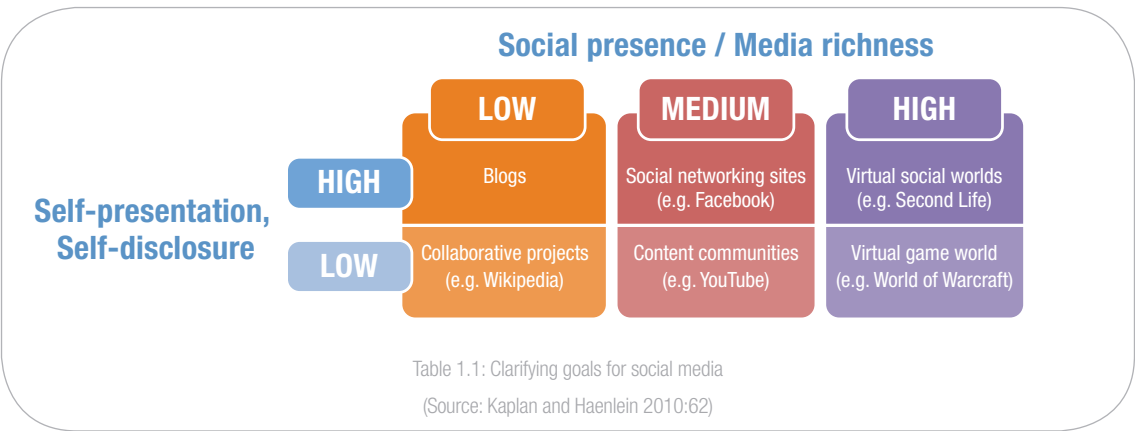 Social presence / Media richness
LOW
MEDIUM
HIGH
Self-presentation,
Self-disclosure
HIGH
Blogs
Social networking sites
(e.g. Facebook)
Virtual social worlds
(e.g. Second Life)
LOW
Collaborative projects
(e.g. Wikipedia)
Content communities
(e.g. YouTube)
Virtual game world
(e.g. World of Warcraft)
Table 1.1: Clarifying goals for social media
(Source: Kaplan and Haenlein 2010:62)